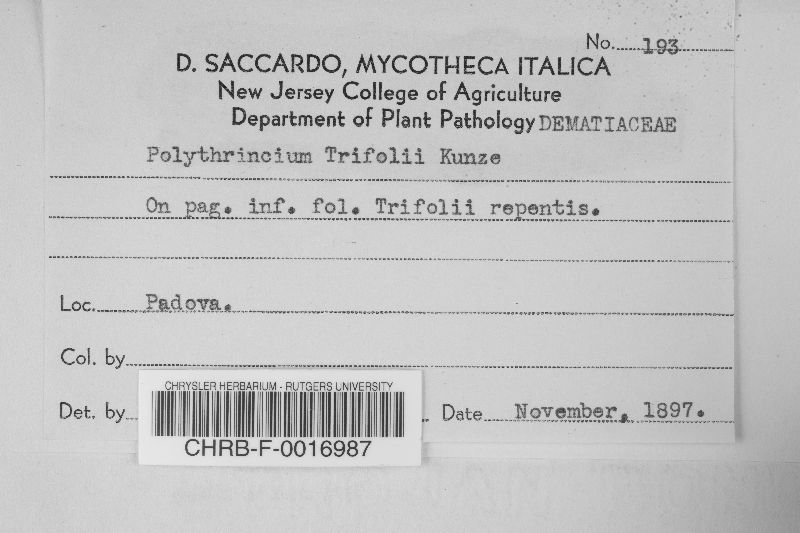 No. 193
D. SACCARDO, MYCOTHECA ITALICA
New Jersey College of Agriculture
Department of Plant Pathology DEMATIACEAE
Polythrincium Trifolii Kunze
On pag. inf. fol. Trifolii repentis.
Loc. Padova.
Col. by
Det. by
Date November, 1897.
CHRYSLER HERBARIUM - RUTGERS UNIVERSITY
CHRB-F-0016987